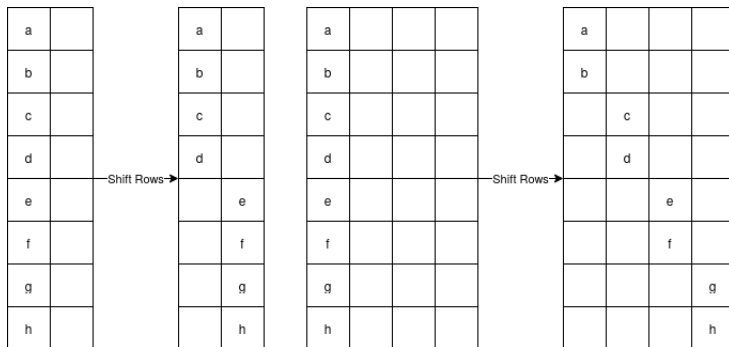 a a a a
b b b b
c c c c
d d d d
Shift Rows Shift Rows
e e e e
f f f f
g g g g
h h h h